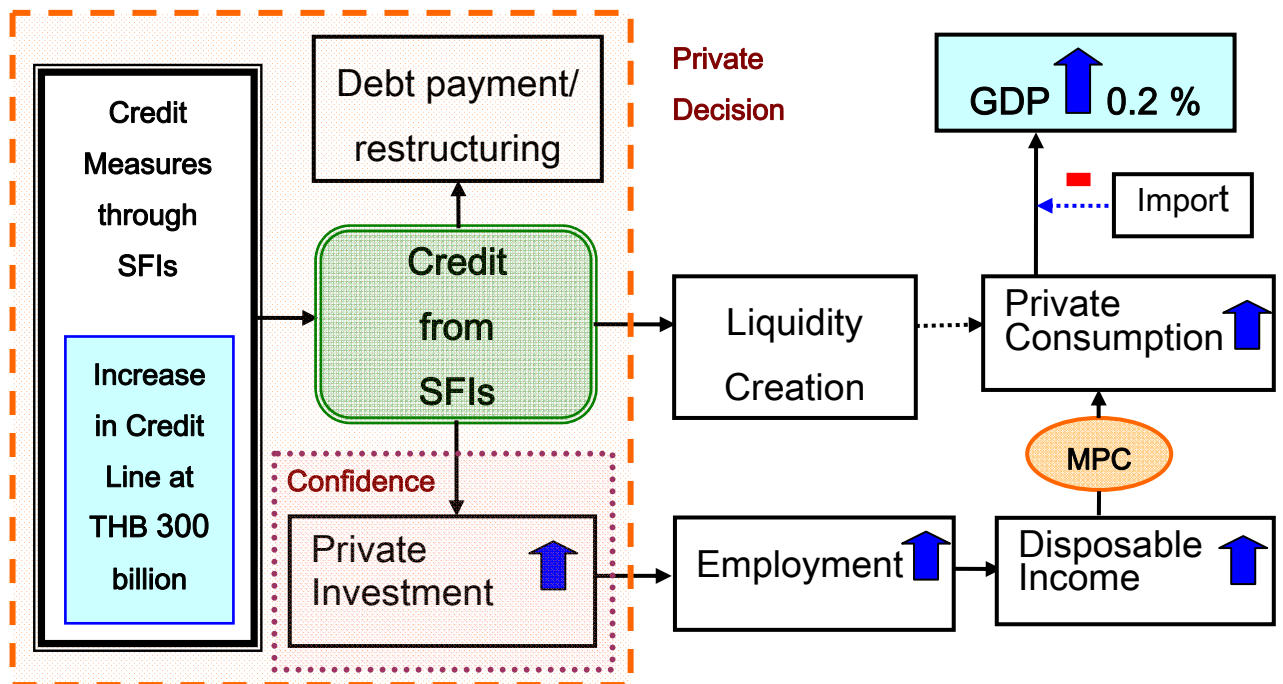 Credit
Measures
through
SFIs
Increase
in Credit
Line at
THB 300
billion
Debt payment/
restructuring
Credit
from
SFIs
Confidence
Private
Investment
Private
Decision
Liquidity
Creation
Employment
GDP 0.2 %
Import
Private
Consumption
MPC
Disposable
Income